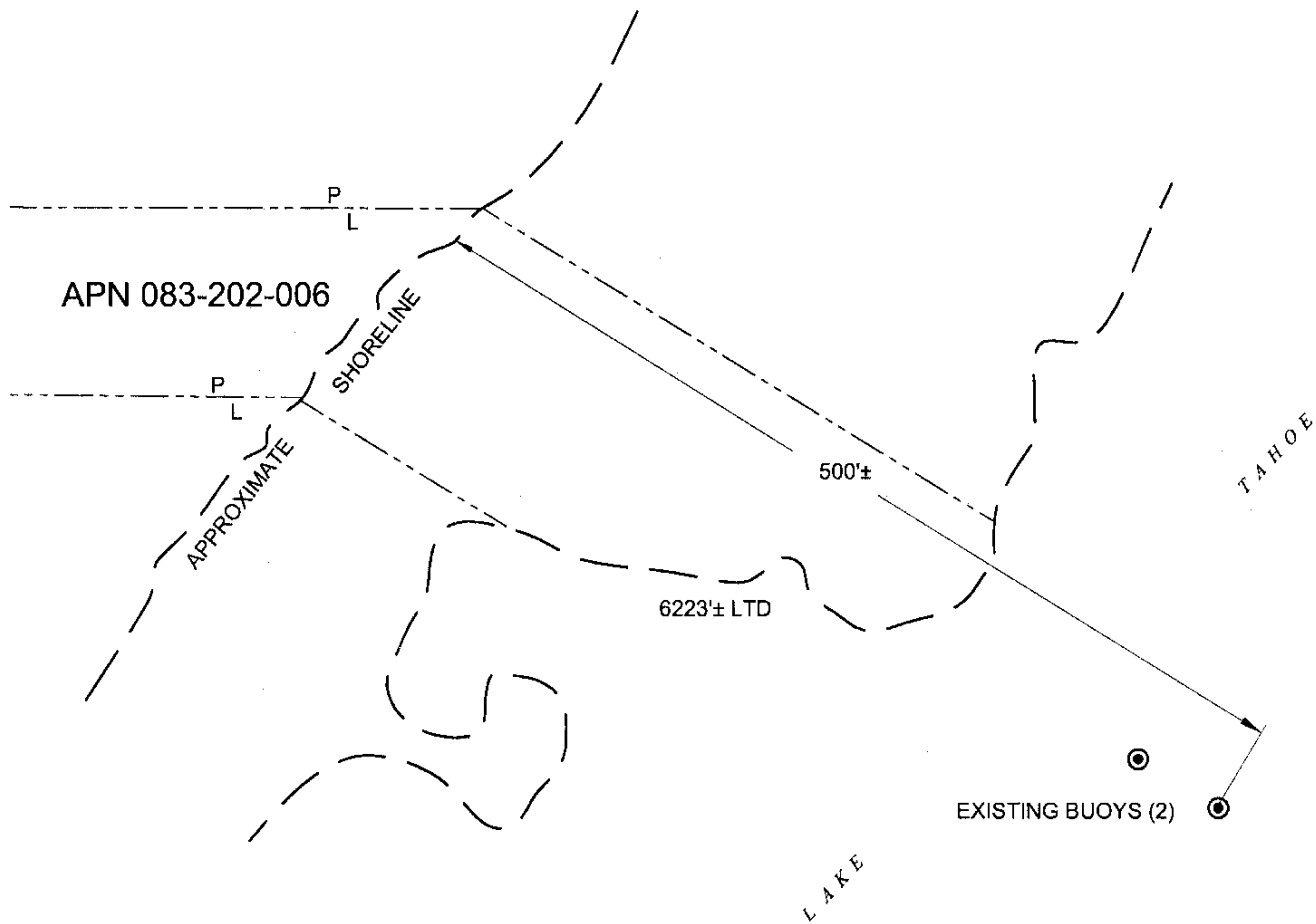 P
L
APN 083-202-006
SHORELINE
P
L
APPROXIMATE
500'±
TAHOE
6223'± LTD
EXISTING BUOYS (2)
LAKE